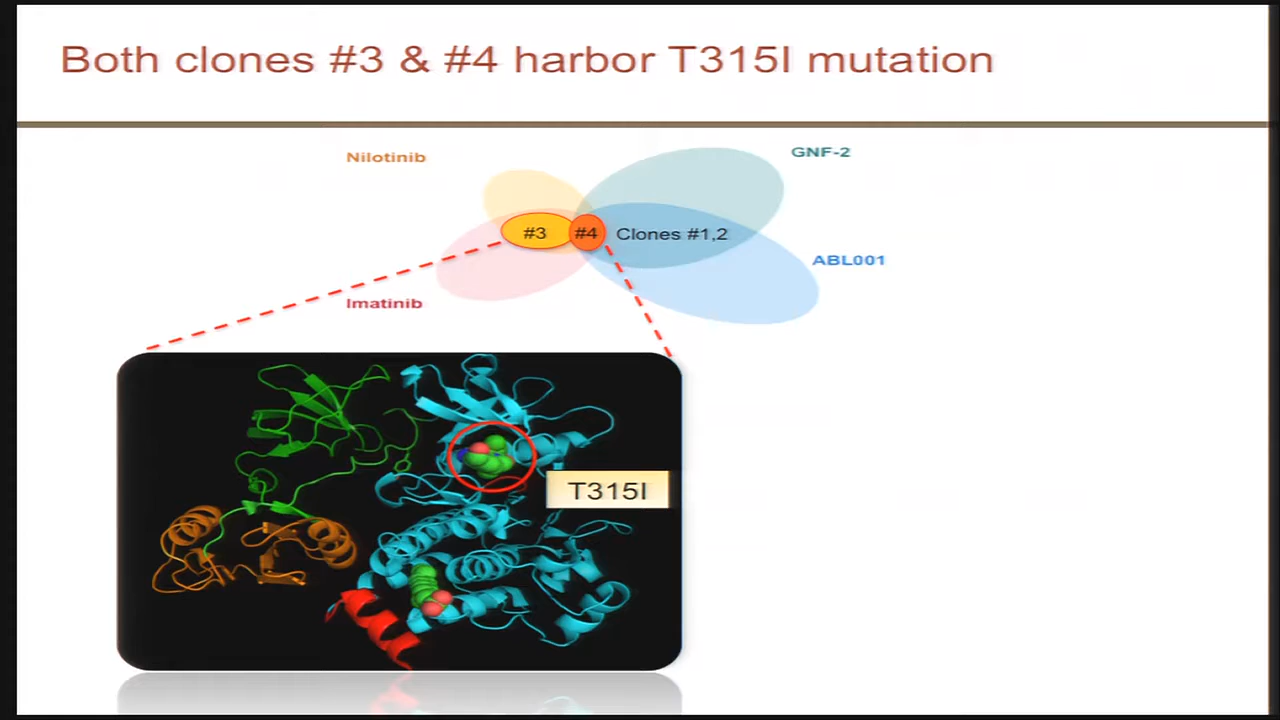 Both clones #3 & #4 harbor T315I mutation
Nilotinib
GNF-2
#3
#4
Clones #1,2
ABL001
Imatinib
T315I